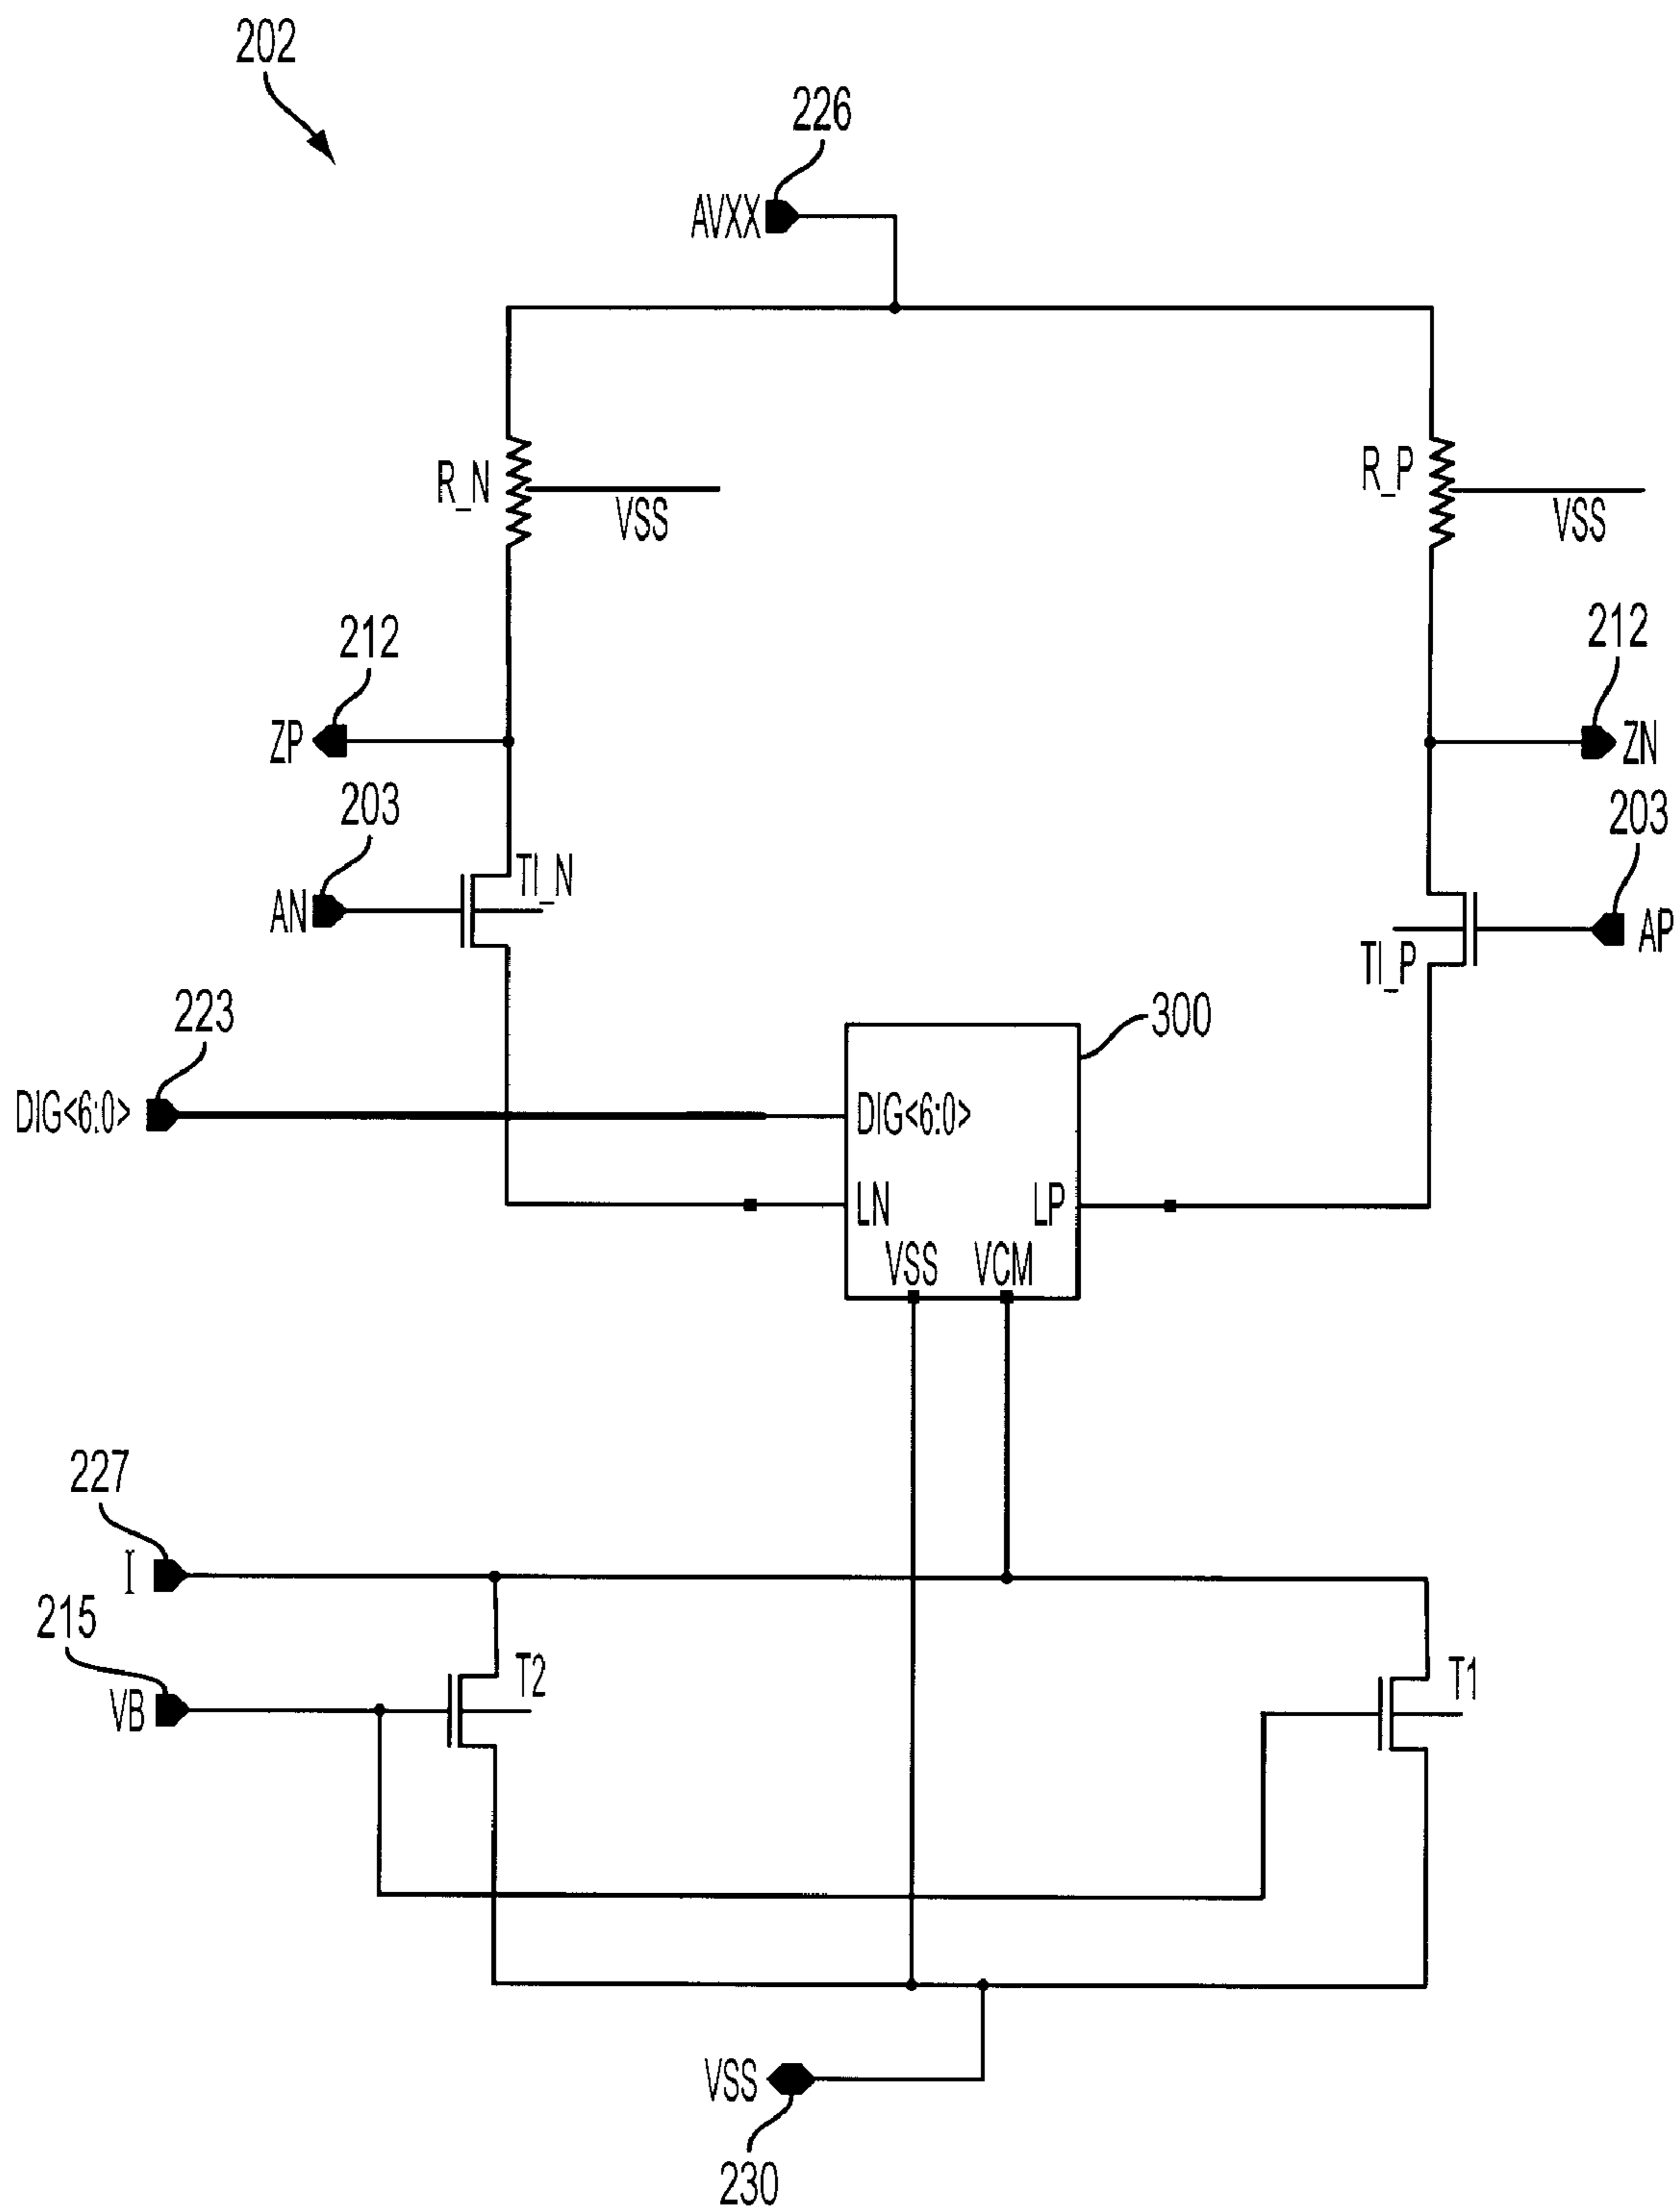 202
226
AVXX
R_N
VSS
R_P
VSS
212
ZP
212
ZN
203
AN
TI_N
203
AP
TI_P
223
DIG<6:0>
300
DIG<6:0>
LN
LP
VSS
VCM
227
I
215
VB
T2
T1
VSS
230